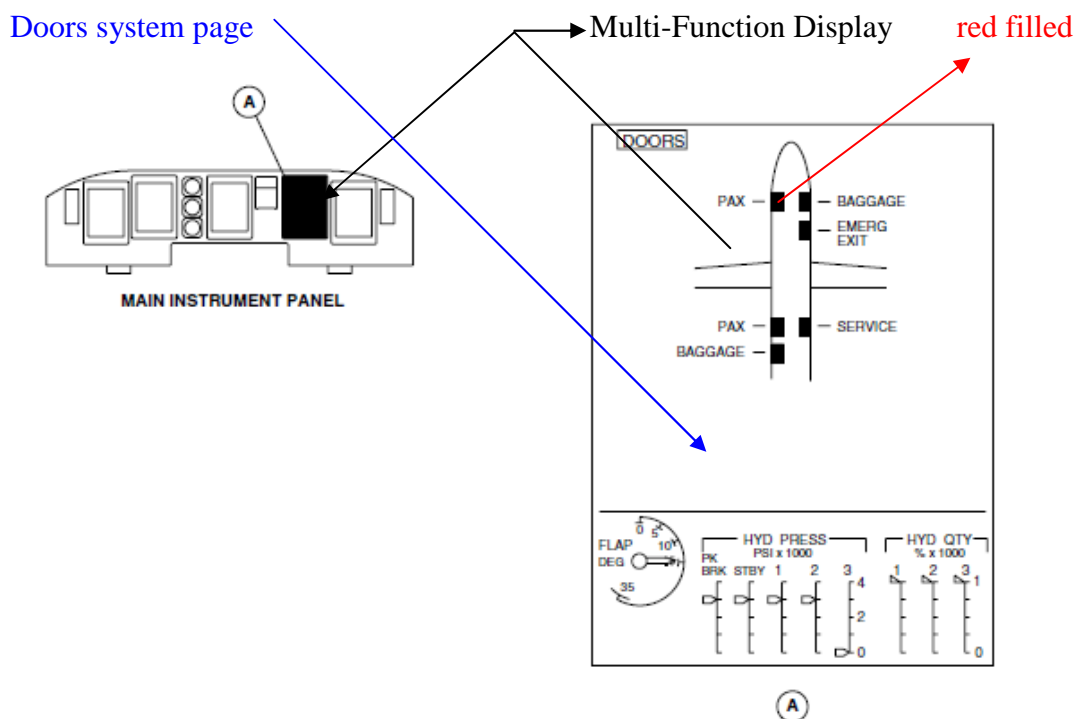 Doors system page
Multi-Function Display
red filled
A
MAIN INSTRUMENT PANEL
DOORS
PAX
BAGGAGE
EMERG
EXIT
PAX
SERVICE
BAGGAGE
FLAP
DEG
0
5
10
35
HYD PRESS
PSI x 1000
PK
BRK STBY 1 2 3
4
2
0
HYD QTY
% x 1000
1 2 3
1
0
A